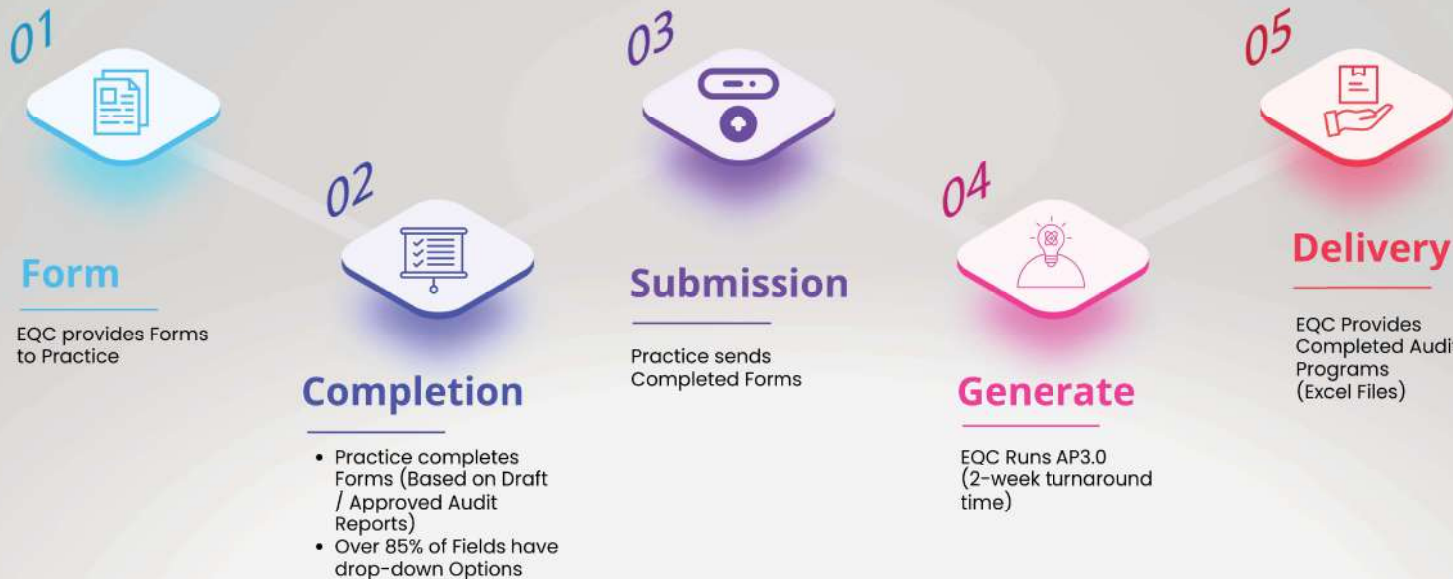 01
Form
EQC provides Forms
to Practice
02
Completion
• Practice completes
Forms (Based on Draft
/ Approved Audit
Reports)
• Over 85% of Fields have
drop-down Options
03
Submission
Practice sends
Completed Forms
04
Generate
EQC Runs AP3.0
(2-week turnaround
time)
05
Delivery
EQC Provides
Completed Audi
Programs
(Excel Files)